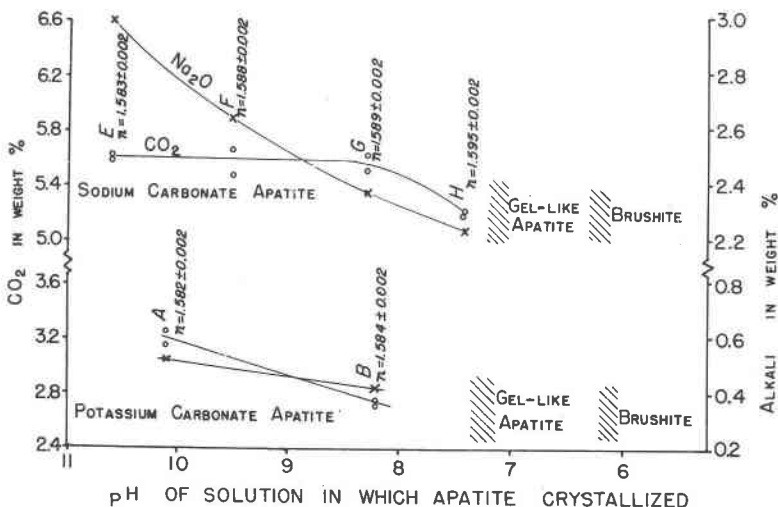 6.6
6.2
5.8
5.4
5.0
3.6
3.2
2.8
2.4
CO₂ IN WEIGHT %
E
n=1.583±0.002
Na₂O
F
n=1.588±0.002
CO₂
G
n=1.589±0.002
H
n=1.595±0.002
SODIUM CARBONATE APATITE
GEL-LIKE
APATITE
BRUSHITE
A
n=1.582±0.002
B
n=1.584±0.002
POTASSIUM CARBONATE APATITE
GEL-LIKE
APATITE
BRUSHITE
3.0
2.8
2.6
2.4
2.2
0.8
0.6
0.4
0.2
ALKALI IN WEIGHT %
11 10 9 8 7 6
pH OF SOLUTION IN WHICH APATITE CRYSTALLIZED